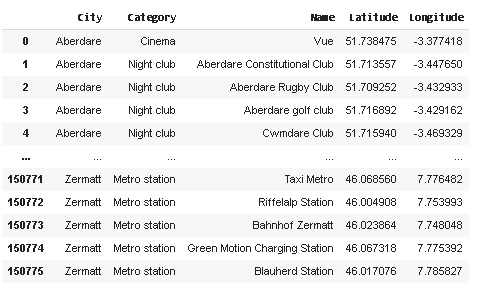 City Category Name Latitude Longitude
0 Aberdare Cinema Vue 51.738475 -3.377418
1 Aberdare Night club Aberdare Constitutional Club 51.713557 -3.447650
2 Aberdare Night club Aberdare Rugby Club 51.709252 -3.432933
3 Aberdare Night club Aberdare golf club 51.716892 -3.429162
4 Aberdare Night club Cwmdare Club 51.715940 -3.469329
... ... ... ... ... ...
150771 Zermatt Metro station Taxi Metro 46.068560 7.776482
150772 Zermatt Metro station Riffelalp Station 46.004908 7.753993
150773 Zermatt Metro station Bahnhof Zermatt 46.023864 7.748048
150774 Zermatt Metro station Green Motion Charging Station 46.067318 7.775392
150775 Zermatt Metro station Blauherd Station 46.017076 7.785827